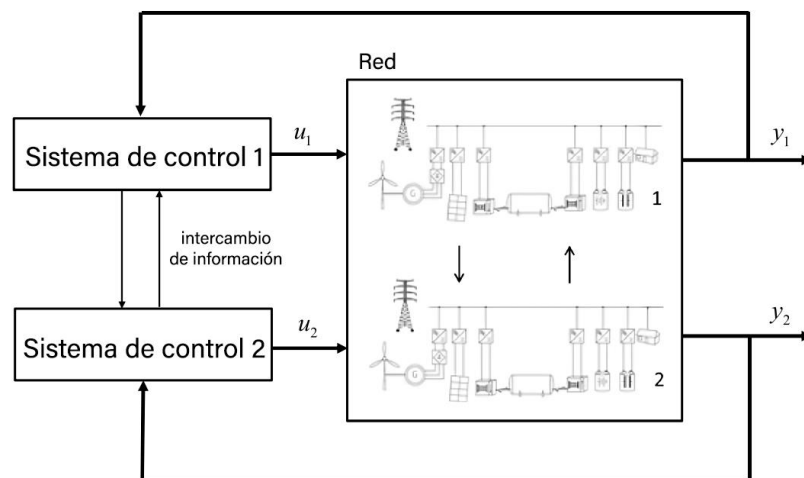 Red
Sistema de control 1
u₁
y₁
G
1
intercambio
de información
Sistema de control 2
u₂
y₂
G
2